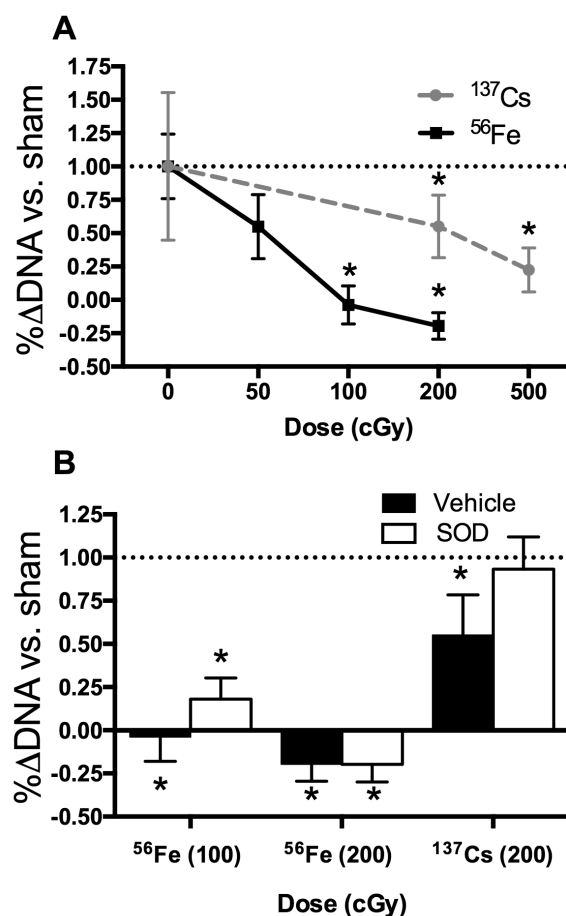 A
%ΔDNA vs. sham
1.75
1.50
1.25
1.00
0.75
0.50
0.25
0.00
-0.25
-0.50
¹³⁷Cs
⁵⁶Fe
*
*
*
*
0 50 100 200 500
Dose (cGy)
B
%ΔDNA vs. sham
1.25
1.00
0.75
0.50
0.25
0.00
-0.25
-0.50
Vehicle
SOD
*
*
*
*
*
⁵⁶Fe (100) ⁵⁶Fe (200) ¹³⁷Cs (200)
Dose (cGy)